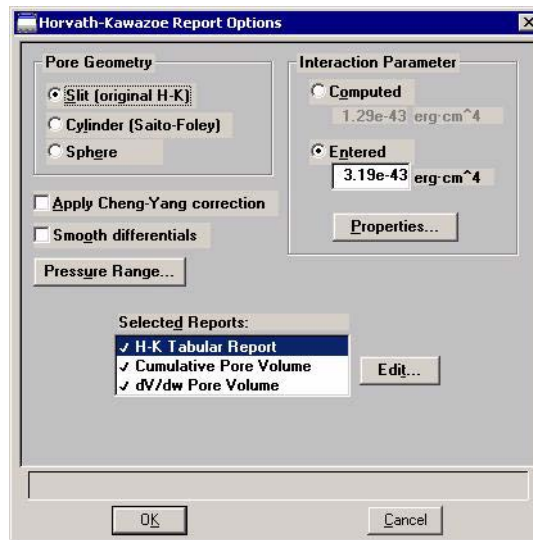 Horvath-Kawazoe Report Options
Pore Geometry
Slit (original H-K)
Cylinder (Saito-Foley)
Sphere
Interaction Parameter
Computed
1.29e-43 erg·cm^4
Entered
3.19e-43 erg·cm^4
Properties...
Apply Cheng-Yang correction
Smooth differentials
Pressure Range...
Selected Reports:
✓ H-K Tabular Report
✓ Cumulative Pore Volume
✓ dV/dw Pore Volume
Edit...
OK
Cancel